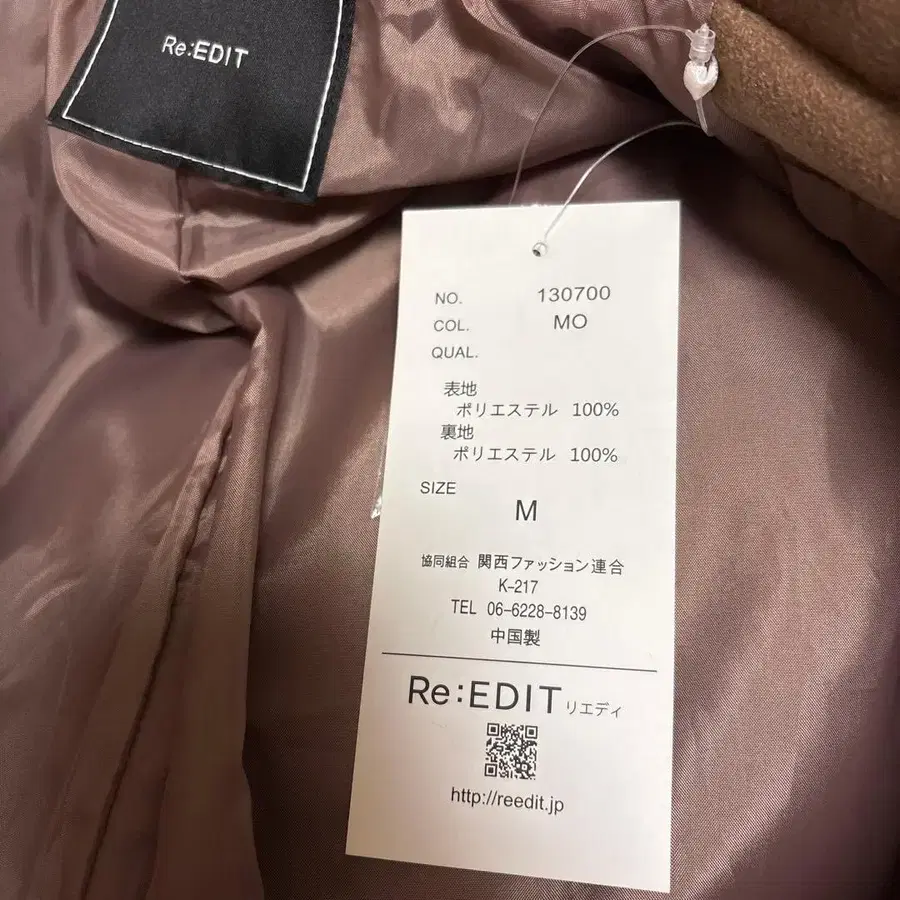 Re:EDIT
NO. 130700
COL. MO
QUAL.
表地
ポリエステル 100%
裏地
ポリエステル 100%
SIZE
M
協同組合 関西ファッション連合
K-217
TEL 06-6228-8139
中国製
Re:EDIT リエディ
http://reedit.jp